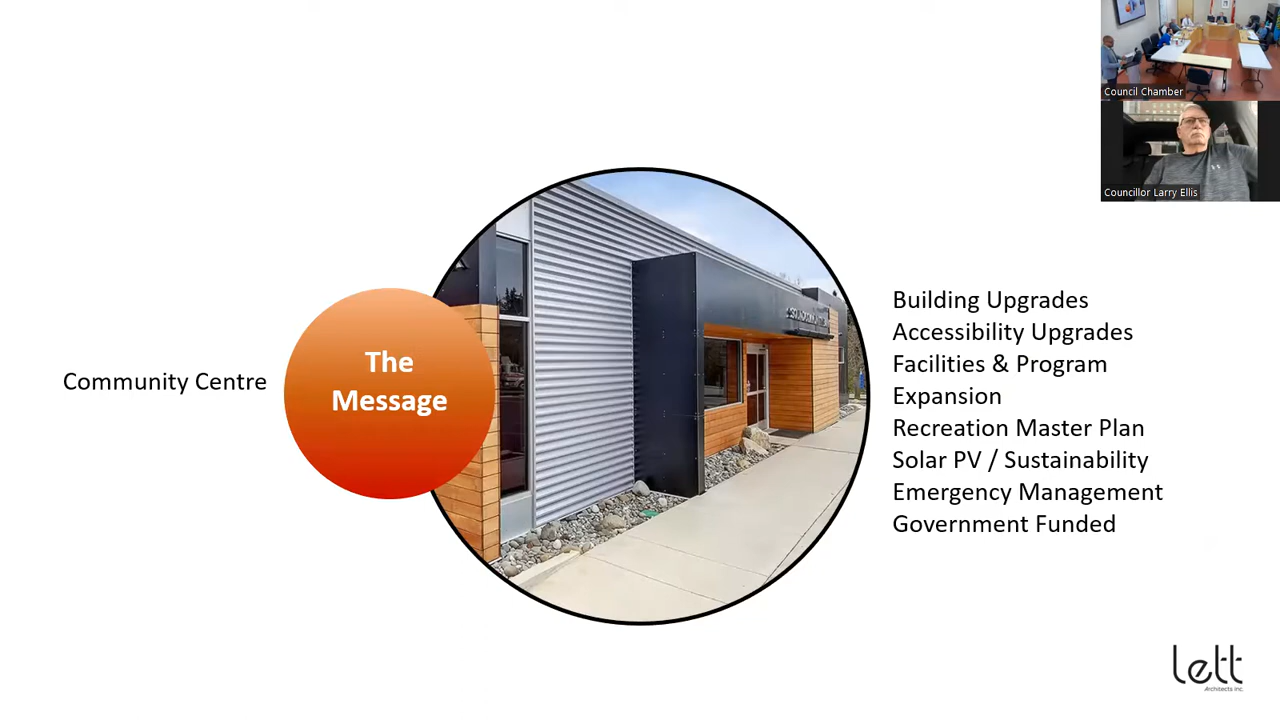 Council Chamber
Councillor Larry Ellis
Community Centre
The
Message
Building Upgrades
Accessibility Upgrades
Facilities & Program
Expansion
Recreation Master Plan
Solar PV / Sustainability
Emergency Management
Government Funded
lett
Architects inc.